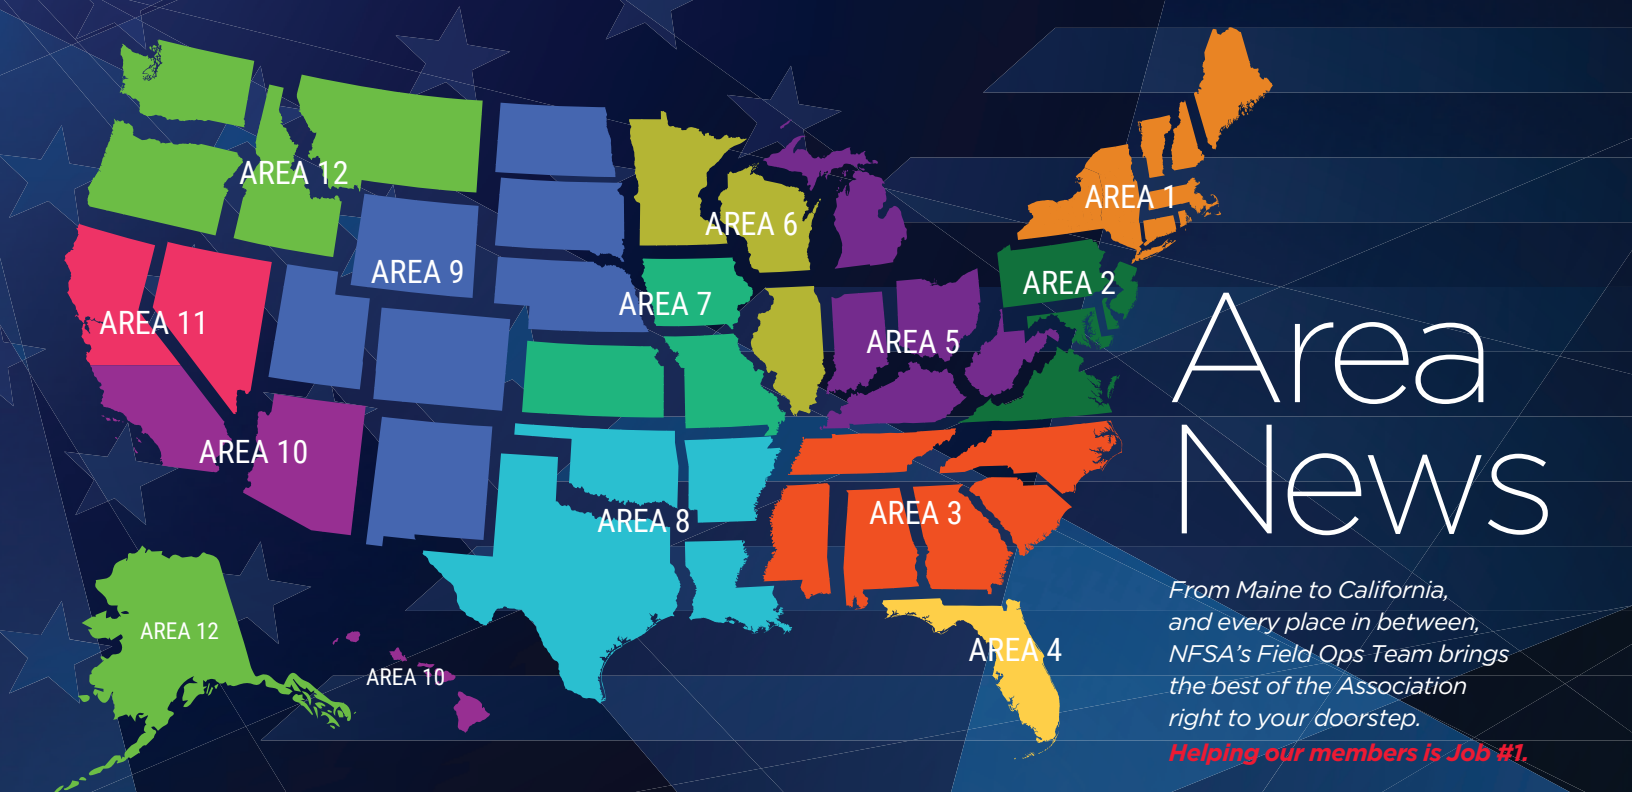 AREA 12
AREA 9
AREA 11
AREA 10
AREA 6
AREA 7
AREA 8
AREA 5
AREA 3
AREA 4
AREA 1
AREA 2
AREA 12
AREA 10
Area
News
From Maine to California,
and every place in between,
NFSA's Field Ops Team brings
the best of the Association
right to your doorstep.
Helping our members is Job #1.